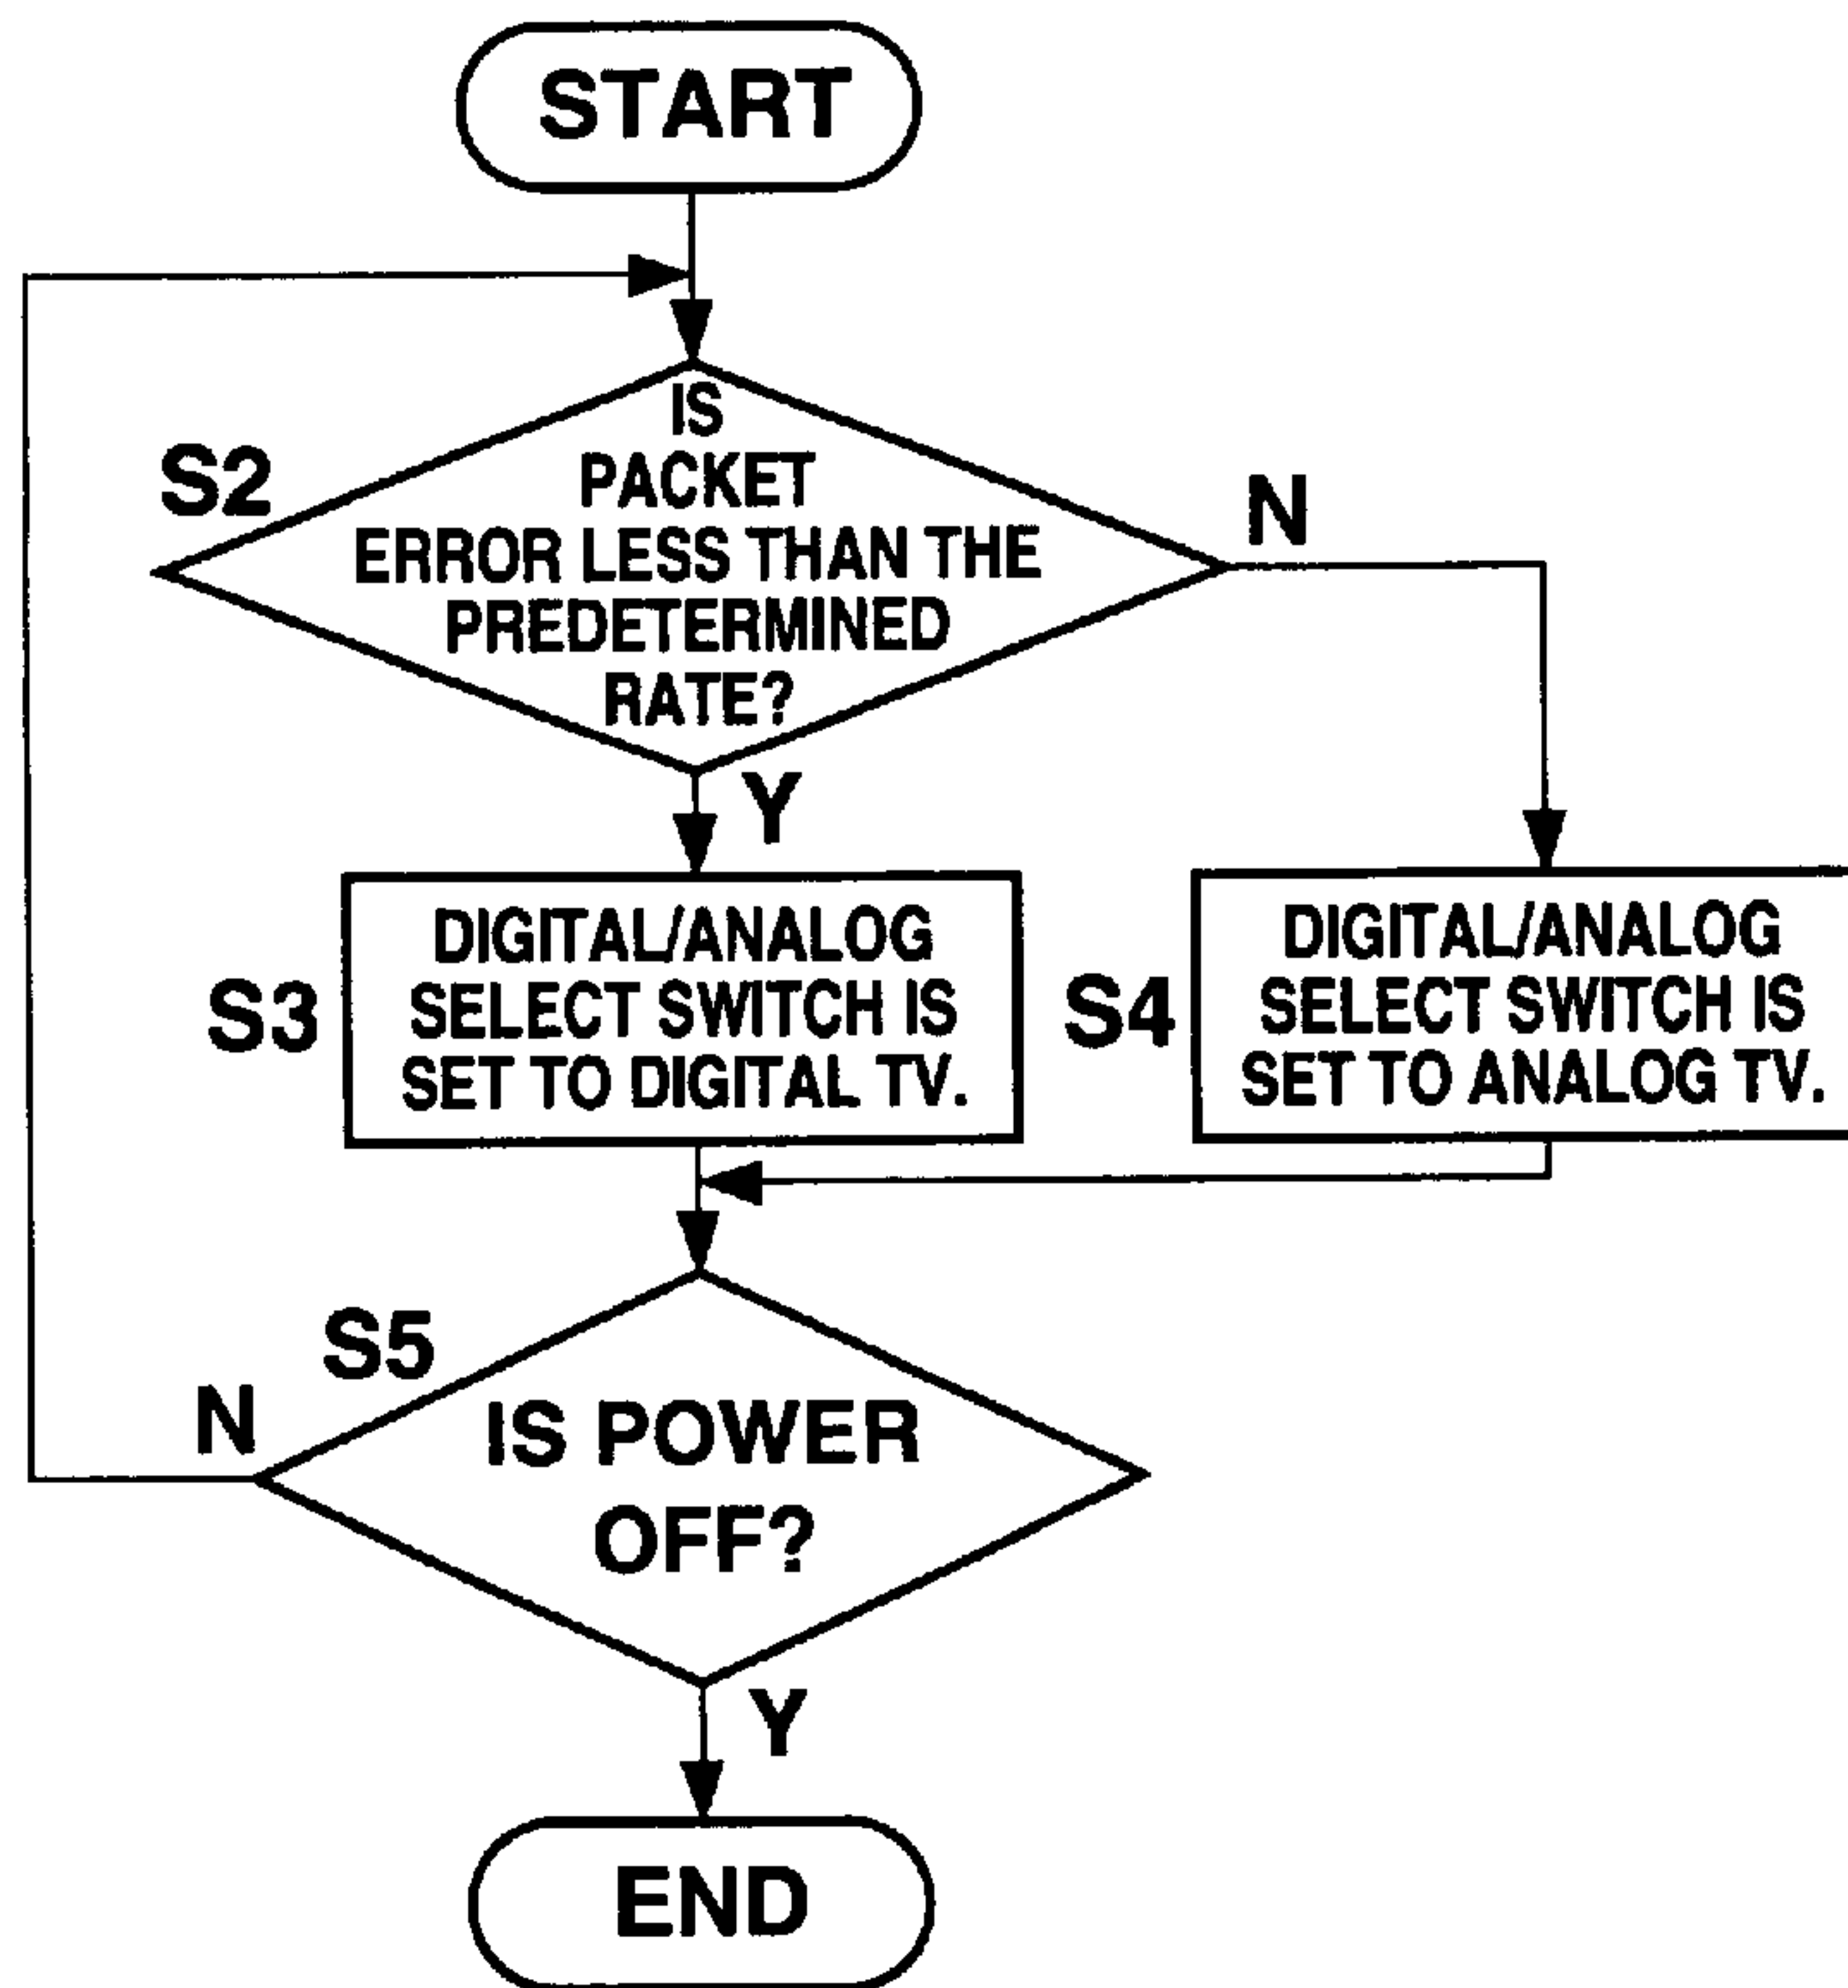 START
IS
PACKET
ERROR LESS THAN THE
PREDETERMINED
RATE?
S2
N
Y
DIGITAL/ANALOG
SELECT SWITCH IS
SET TO DIGITAL TV.
S3
DIGITAL/ANALOG
SELECT SWITCH IS
SET TO ANALOG TV.
S4
S5
N
IS POWER
OFF?
Y
END